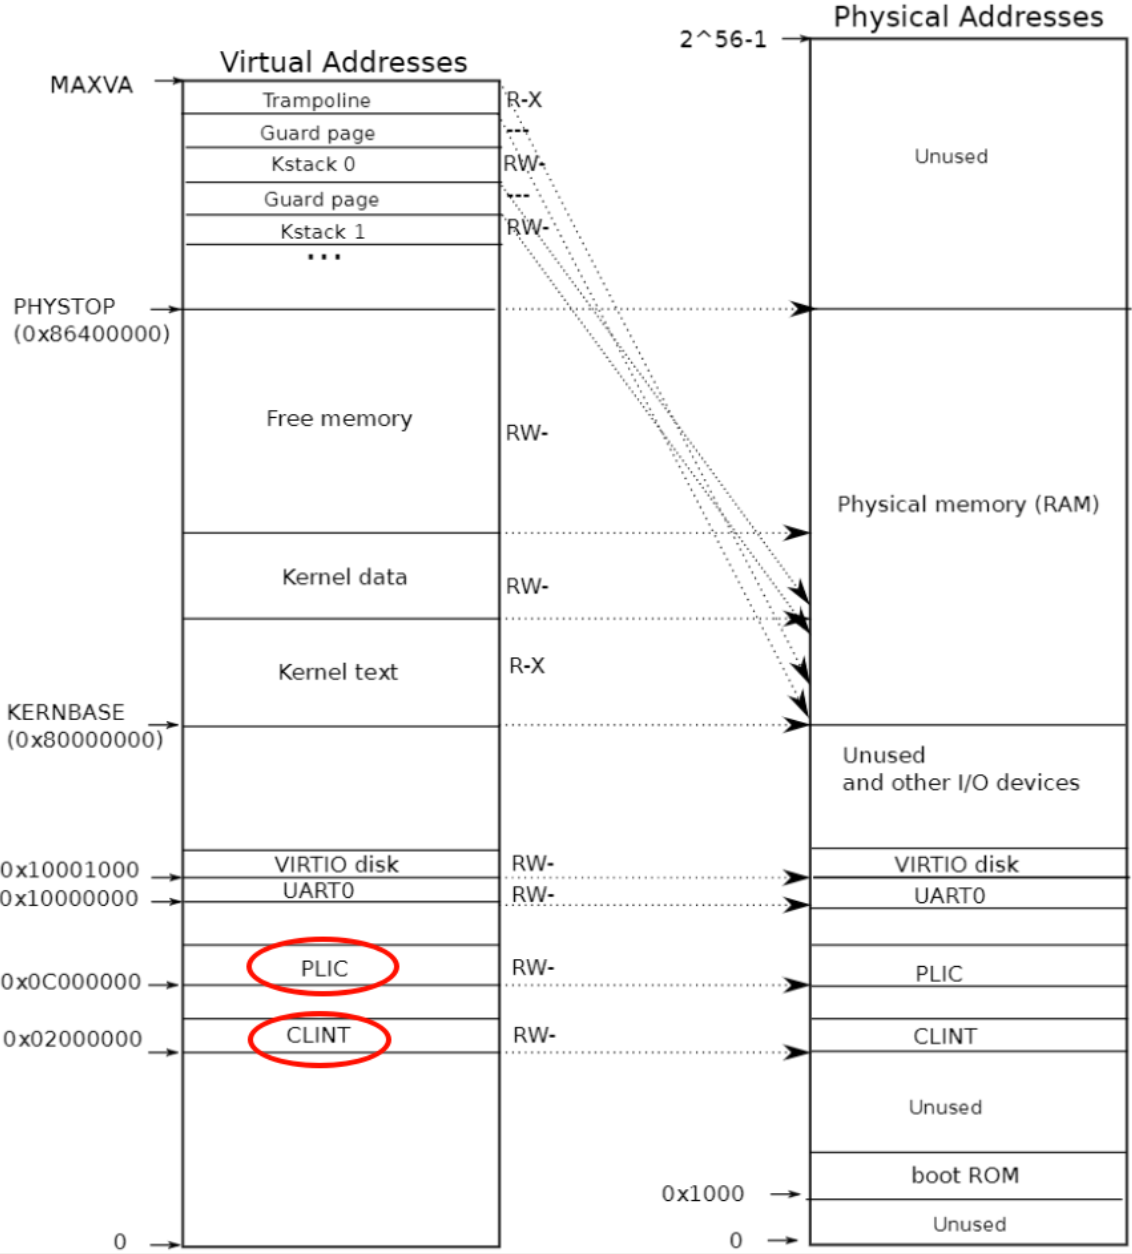 Physical Addresses
2^56-1
Virtual Addresses
MAXVA
Trampoline
R-X
Guard page
---
Unused
Kstack 0
RW-
Guard page
---
Kstack 1
RW-
...
PHYSTOP
(0x86400000)
Free memory
RW-
Physical memory (RAM)
Kernel data
RW-
Kernel text
R-X
KERNBASE
(0x80000000)
Unused
and other I/O devices
0x10001000
VIRTIO disk
RW-
VIRTIO disk
0x10000000
UART0
RW-
UART0
0x0C000000
PLIC
RW-
PLIC
0x02000000
CLINT
RW-
CLINT
Unused
boot ROM
0x1000
Unused
0
0